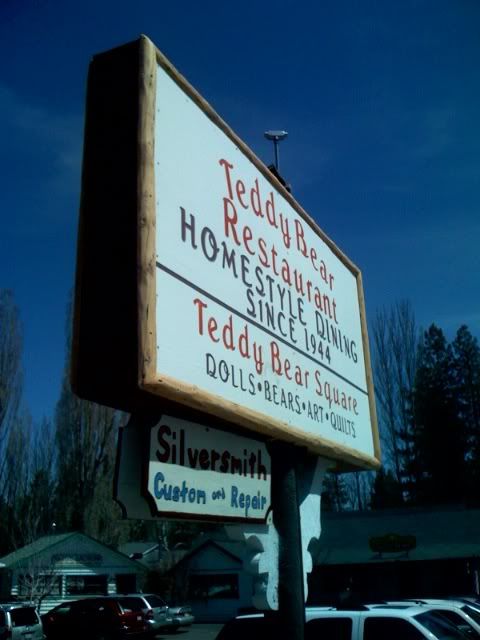 Teddy Bear
Restaurant
HOMESTYLE DINING
SINCE 1944
Teddy Bear Square
DOLLS • BEARS • ART • QUILTS
Silversmith
Custom and Repair